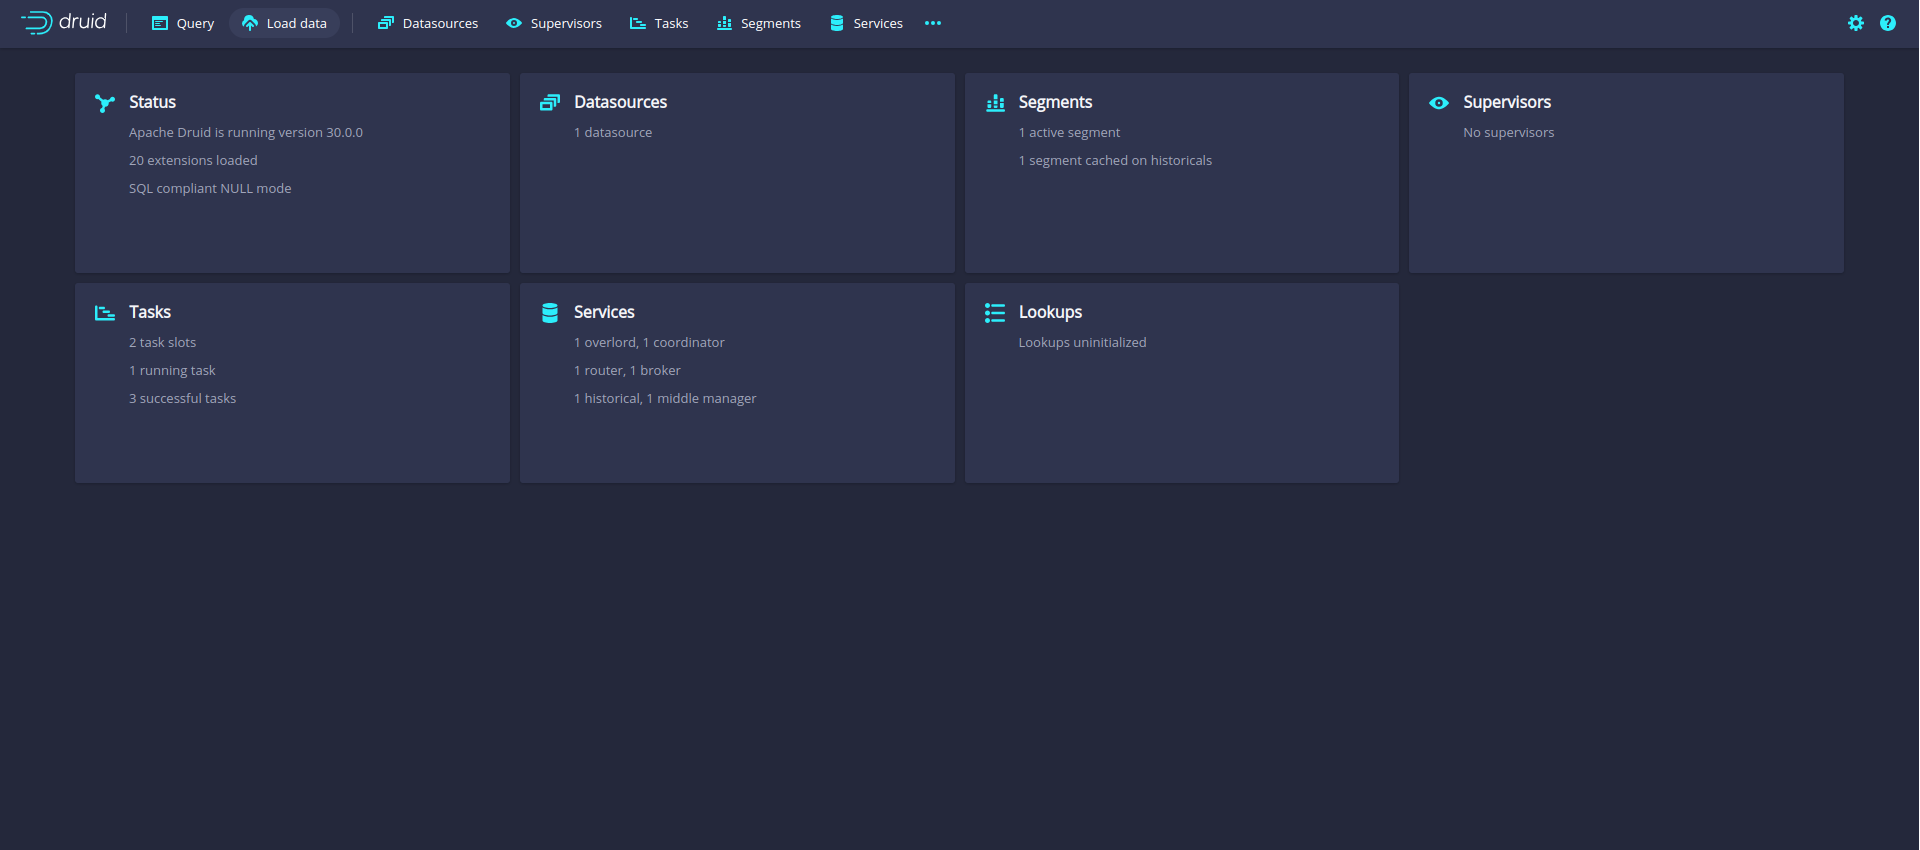 druid Query Load data Datasources Supervisors Tasks Segments Services
Status
Apache Druid is running version 30.0.0
20 extensions loaded
SQL compliant NULL mode
Datasources
1 datasource
Segments
1 active segment
1 segment cached on historicals
Supervisors
No supervisors
Tasks
2 task slots
1 running task
3 successful tasks
Services
1 overlord, 1 coordinator
1 router, 1 broker
1 historical, 1 middle manager
Lookups
Lookups uninitialized